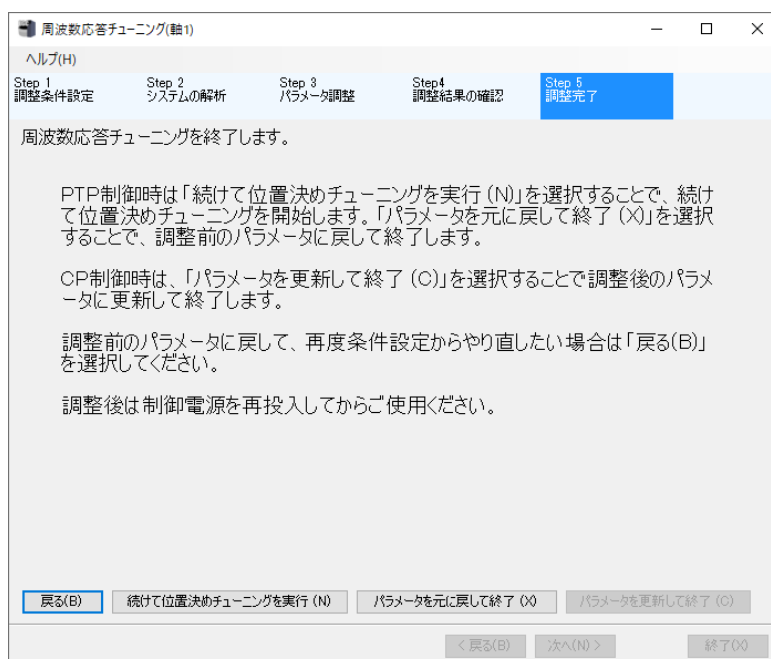 周波数応答チューニング(軸1)
ヘルプ(H)
Step 1
調整条件設定
Step 2
システムの解析
Step 3
パラメータ調整
Step4
調整結果の確認
Step 5
調整完了
周波数応答チューニングを終了します。
PTP制御時は「続けて位置決めチューニングを実行 (N)」を選択することで、続け
て位置決めチューニングを開始します。「パラメータを元に戻して終了 (X)」を選択
することで、調整前のパラメータに戻して終了します。
CP制御時は、「パラメータを更新して終了 (C)」を選択することで調整後のパラメ
ータに更新して終了します。
調整前のパラメータに戻して、再度条件設定からやり直したい場合は「戻る(B)」
を選択してください。
調整後は制御電源を再投入してからご使用ください。
戻る(B) 続けて位置決めチューニングを実行 (N) パラメータを元に戻して終了 (X) パラメータを更新して終了 (C)
< 戻る(B) 次へ(N) > 終了(X)